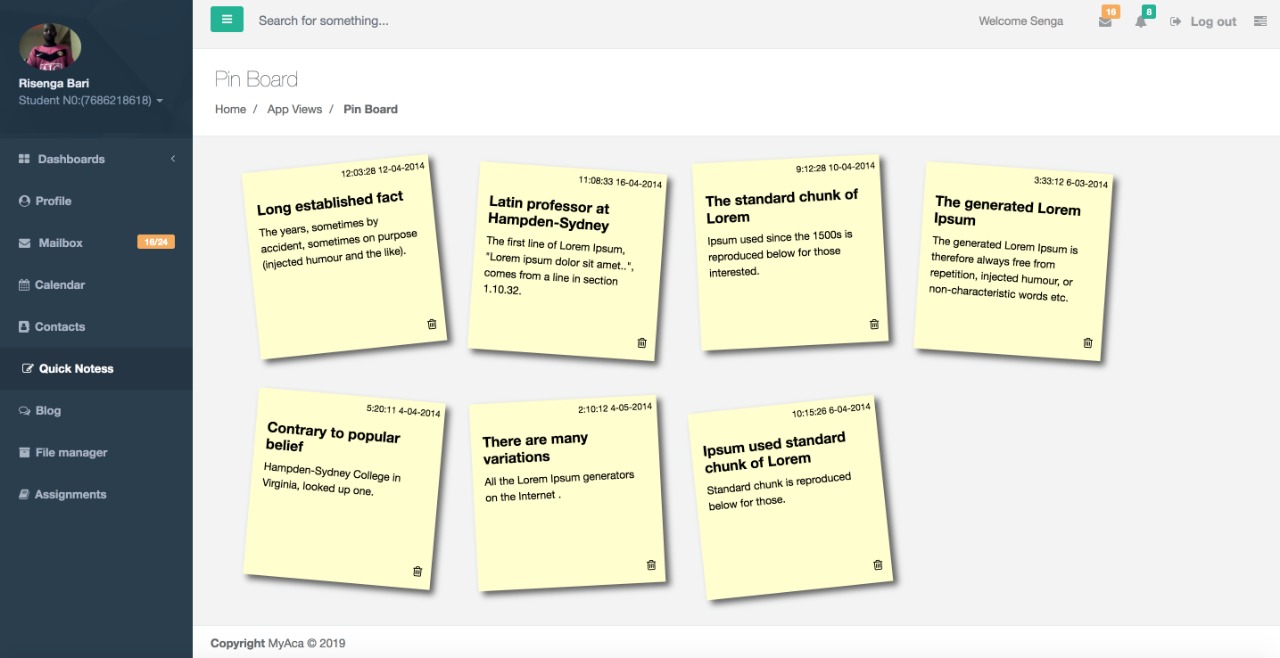 Search for something...
Welcome Senga
16
8
Log out
Risenga Bari
Student N0:(7686218618)
Dashboards
Profile
Mailbox
16/24
Calendar
Contacts
Quick Notess
Blog
File manager
Assignments
Pin Board
Home / App Views / Pin Board
12:03:28 12-04-2014
Long established fact
The years, sometimes by
accident, sometimes on purpose
(injected humour and the like).
11:08:33 16-04-2014
Latin professor at
Hampden-Sydney
The first line of Lorem Ipsum,
"Lorem ipsum dolor sit amet..",
comes from a line in section
1.10.32.
9:12:28 10-04-2014
The standard chunk of
Lorem
Ipsum used since the 1500s is
reproduced below for those
interested.
3:33:12 6-03-2014
The generated Lorem
Ipsum
The generated Lorem Ipsum is
therefore always free from
repetition, injected humour, or
non-characteristic words etc.
5:20:11 4-04-2014
Contrary to popular
belief
Hampden-Sydney College in
Virginia, looked up one.
2:10:12 4-05-2014
There are many
variations
All the Lorem Ipsum generators
on the Internet .
10:15:26 6-04-2014
Ipsum used standard
chunk of Lorem
Standard chunk is reproduced
below for those.
Copyright MyAca © 2019